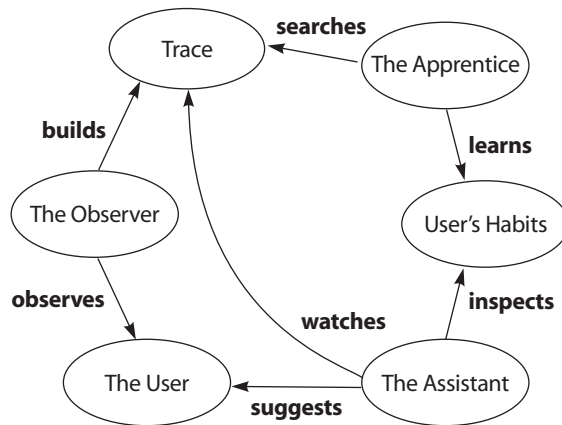 searches
Trace
The Apprentice
builds
learns
The Observer
User's Habits
observes
watches
inspects
The User
The Assistant
suggests